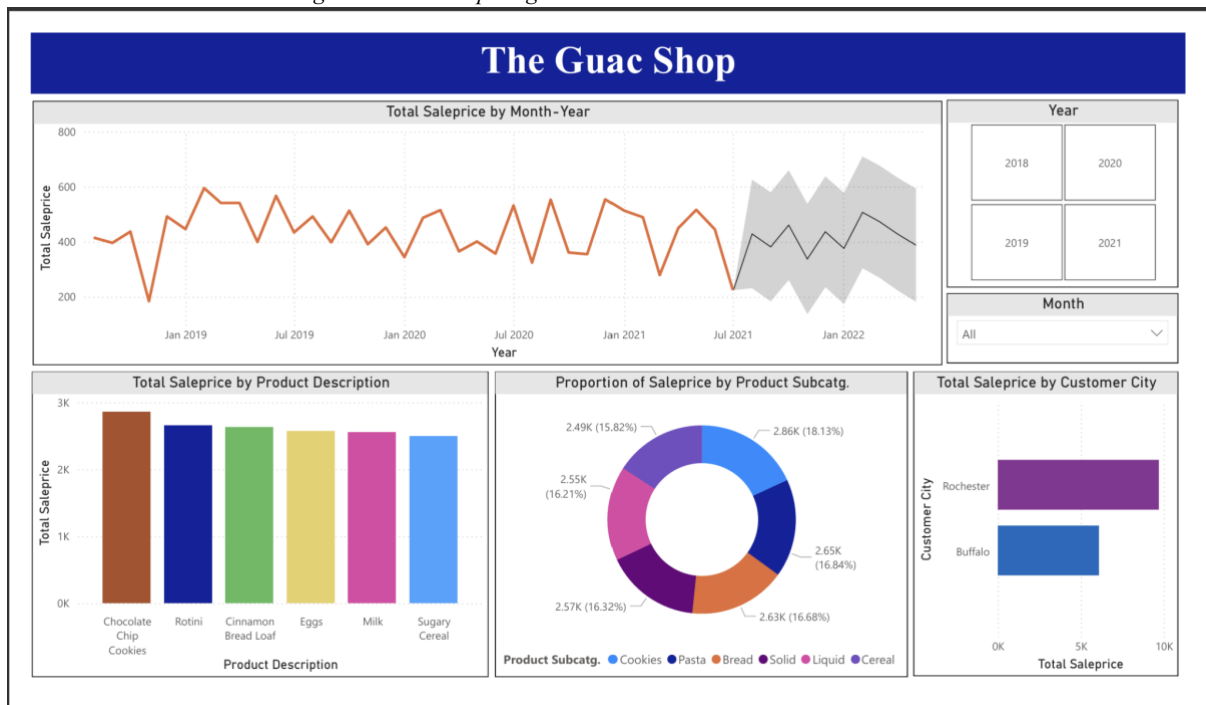 The Guac Shop
Total Saleprice by Month-Year
Total Saleprice
800
600
400
200
Jan 2019
Jul 2019
Jan 2020
Jul 2020
Jan 2021
Jul 2021
Jan 2022
Year
Year
2018
2020
2019
2021
Month
All
Total Saleprice by Product Description
Total Saleprice
3K
2K
1K
0K
Chocolate
Chip
Cookies
Rotini
Cinnamon
Bread Loaf
Eggs
Milk
Sugary
Cereal
Product Description
Proportion of Saleprice by Product Subcatg.
2.49K (15.82%)
2.86K (18.13%)
2.55K
(16.21%)
2.65K
(16.84%)
2.57K (16.32%)
2.63K (16.68%)
Product Subcatg. Cookies Pasta Bread Solid Liquid Cereal
Total Saleprice by Customer City
Customer City
Rochester
Buffalo
0K
5K
10K
Total Saleprice